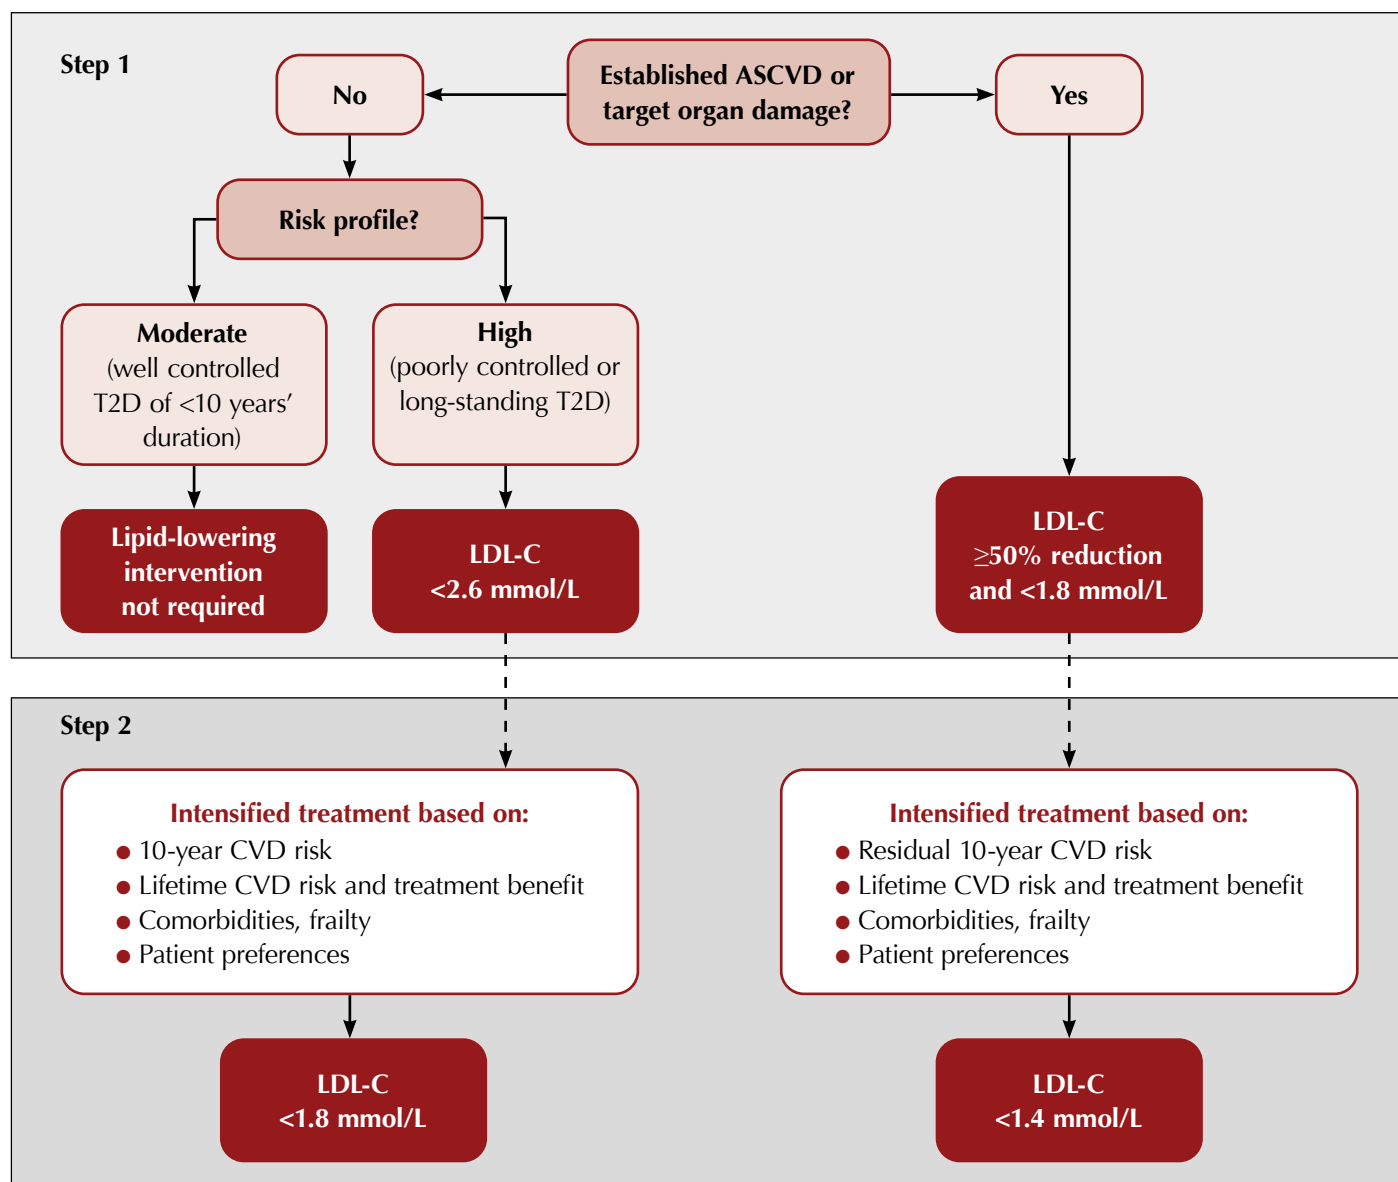 Step 1
Established ASCVD or
target organ damage?
No
Yes
Risk profile?
Moderate
(well controlled
T2D of <10 years’
duration)
High
(poorly controlled or
long-standing T2D)
Lipid-lowering
intervention
not required
LDL-C
<2.6 mmol/L
LDL-C
≥50% reduction
and <1.8 mmol/L
Step 2
Intensified treatment based on:
● 10-year CVD risk
● Lifetime CVD risk and treatment benefit
● Comorbidities, frailty
● Patient preferences
LDL-C
<1.8 mmol/L
Intensified treatment based on:
● Residual 10-year CVD risk
● Lifetime CVD risk and treatment benefit
● Comorbidities, frailty
● Patient preferences
LDL-C
<1.4 mmol/L